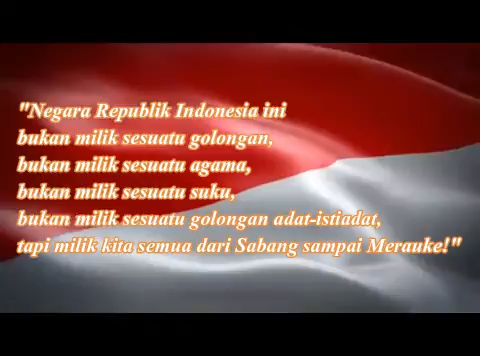 "Negara Republik Indonesia ini
bukan milik sesuatu golongan,
bukan milik sesuatu agama,
bukan milik sesuatu suku,
bukan milik sesuatu golongan adat-istiadat,
tapi milik kita semua dari Sabang sampai Merauke!"